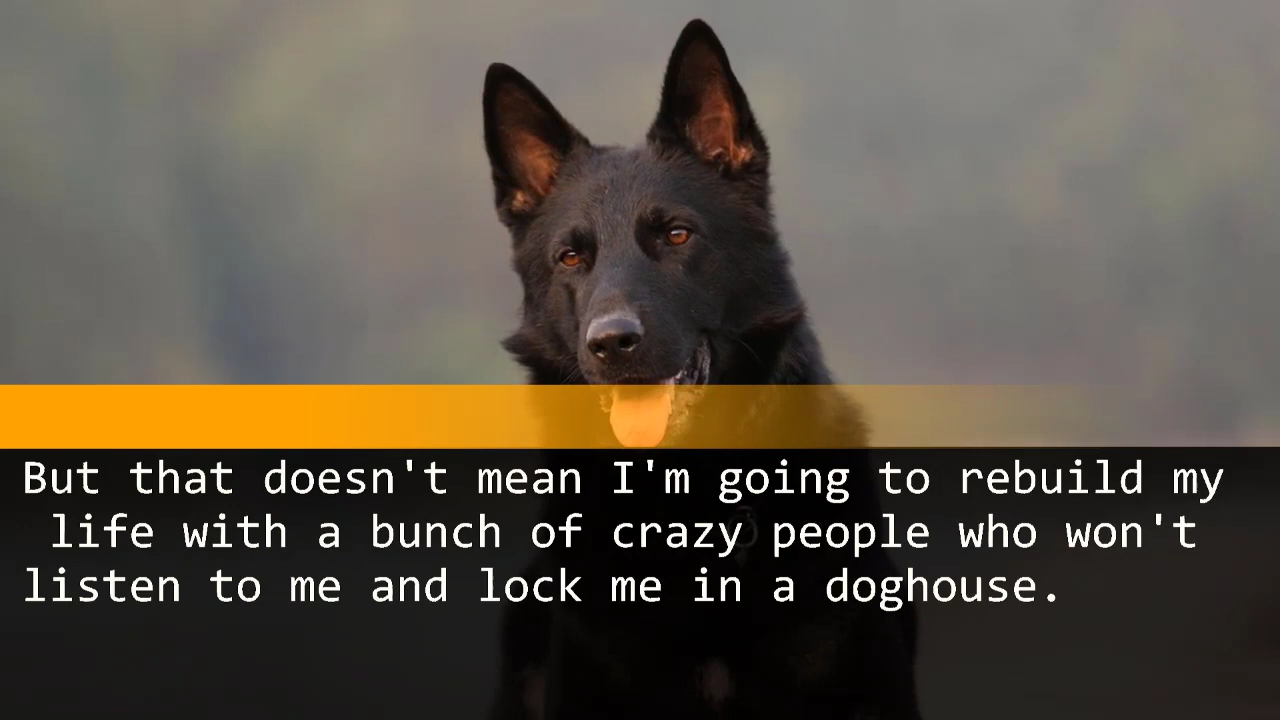 But that doesn't mean I'm going to rebuild my
life with a bunch of crazy people who won't
listen to me and lock me in a doghouse.